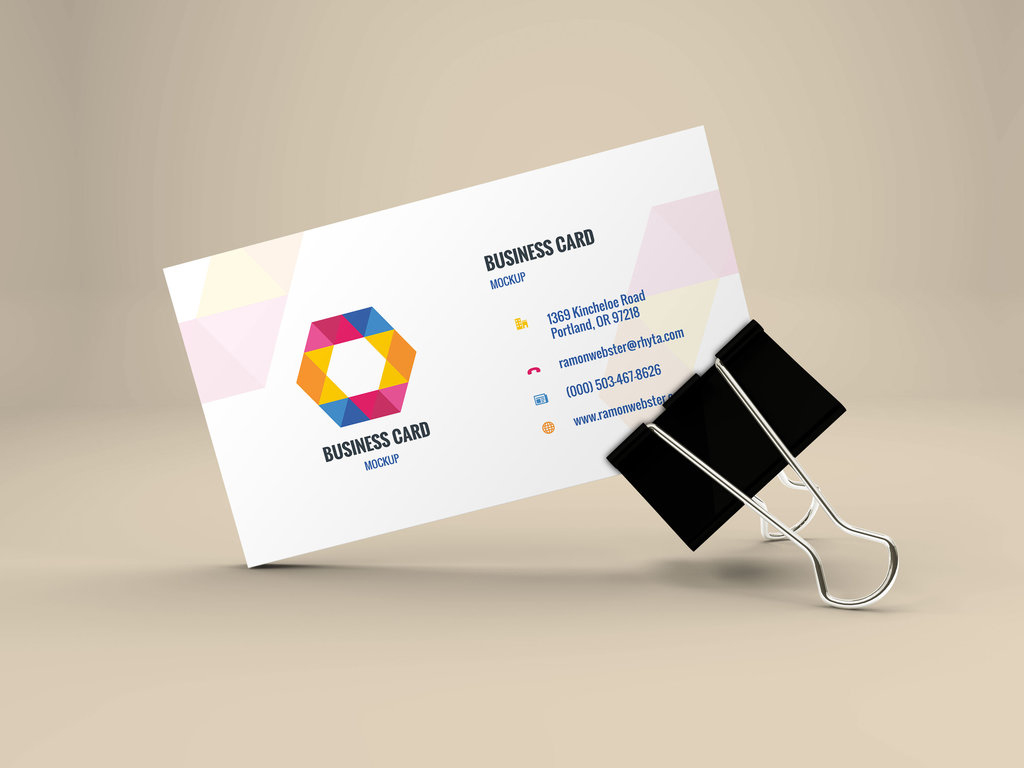 BUSINESS CARD
MOCKUP
BUSINESS CARD
MOCKUP
1369 Kincheloe Road
Portland, OR 97218
ramonwebster@rhyta.com
(000) 503-467-8626